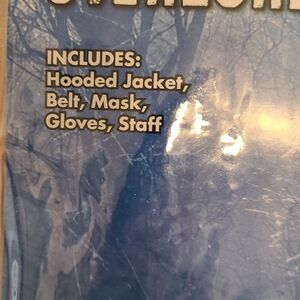 INCLUDES:
Hooded Jacket,
Belt, Mask,
Gloves, Staff